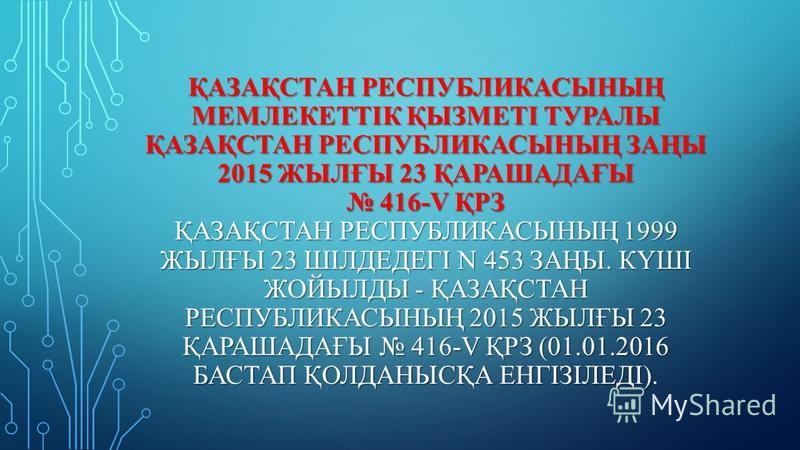 ҚАЗАҚСТАН РЕСПУБЛИКАСЫНЫҢ
МЕМЛЕКЕТТІК ҚЫЗМЕТІ ТУРАЛЫ
ҚАЗАҚСТАН РЕСПУБЛИКАСЫНЫҢ ЗАҢЫ
2015 ЖЫЛҒЫ 23 ҚАРАШАДАҒЫ
№ 416-V ҚРЗ
ҚАЗАҚСТАН РЕСПУБЛИКАСЫНЫҢ 1999
ЖЫЛҒЫ 23 ШІЛДЕДЕГІ N 453 ЗАҢЫ. КҮШІ
ЖОЙЫЛДЫ - ҚАЗАҚСТАН
РЕСПУБЛИКАСЫНЫҢ 2015 ЖЫЛҒЫ 23
ҚАРАШАДАҒЫ № 416-V ҚРЗ (01.01.2016
БАСТАП ҚОЛДАНЫСҚА ЕНГІЗІЛЕДІ).
MyShared